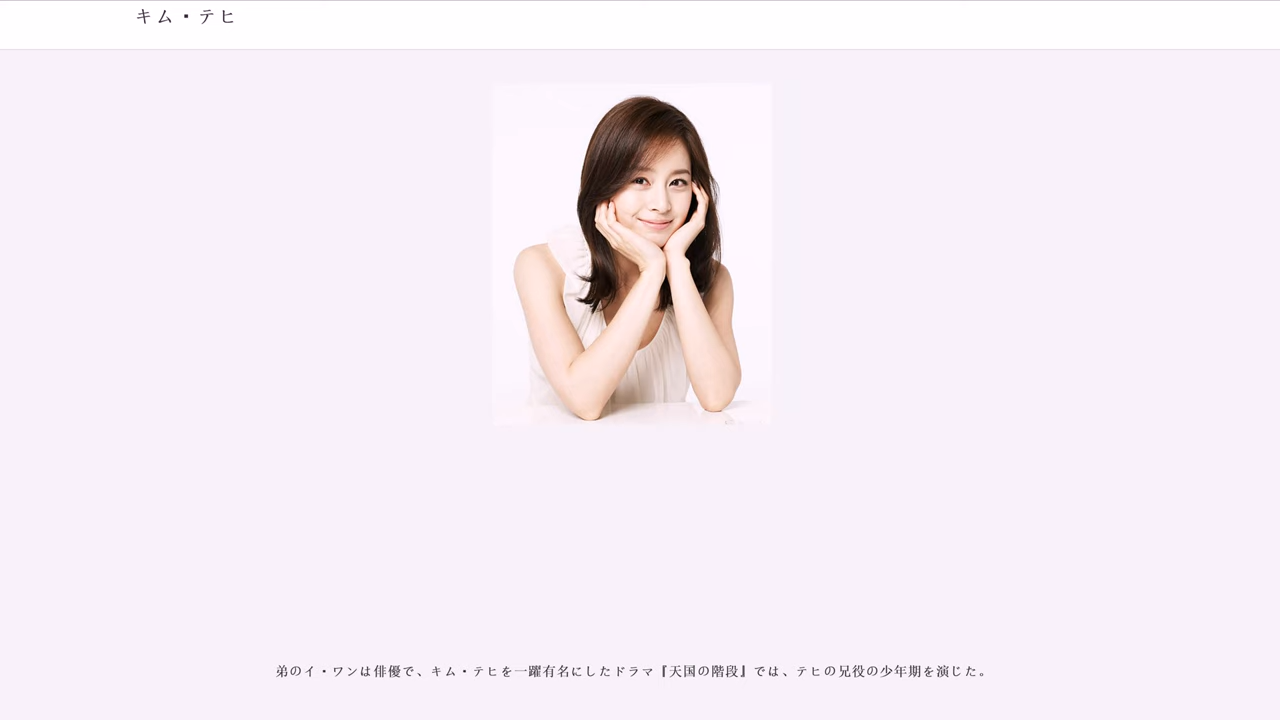 キム・テヒ
弟のイ・ワンは俳優で、キム・テヒを一躍有名にしたドラマ『天国の階段』では、テヒの兄役の少年期を演じた。